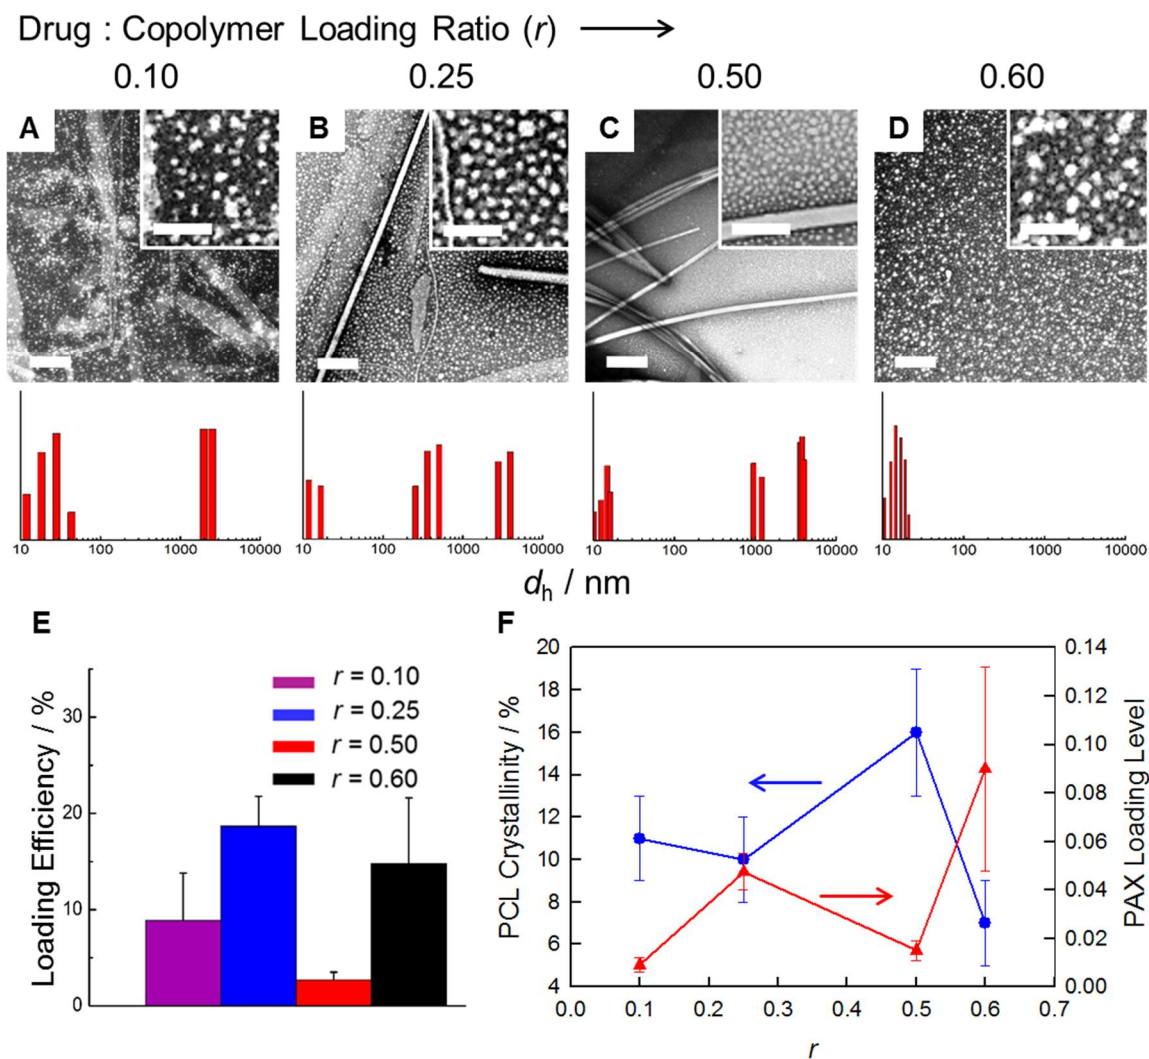 Drug : Copolymer Loading Ratio (r) ⟶
0.10 0.25 0.50 0.60
A B C D
10 100 1000 10000 10 100 1000 10000 10 100 1000 10000 10 100 1000 10000
dh / nm
E F
Loading Efficiency / %
30
20
10
0
r = 0.10
r = 0.25
r = 0.50
r = 0.60
PCL Crystallinity / %
20
18
16
14
12
10
8
6
4
0.14
0.12
0.10
0.08
0.06
0.04
0.02
0.00
PAX Loading Level
0.0 0.1 0.2 0.3 0.4 0.5 0.6 0.7
r